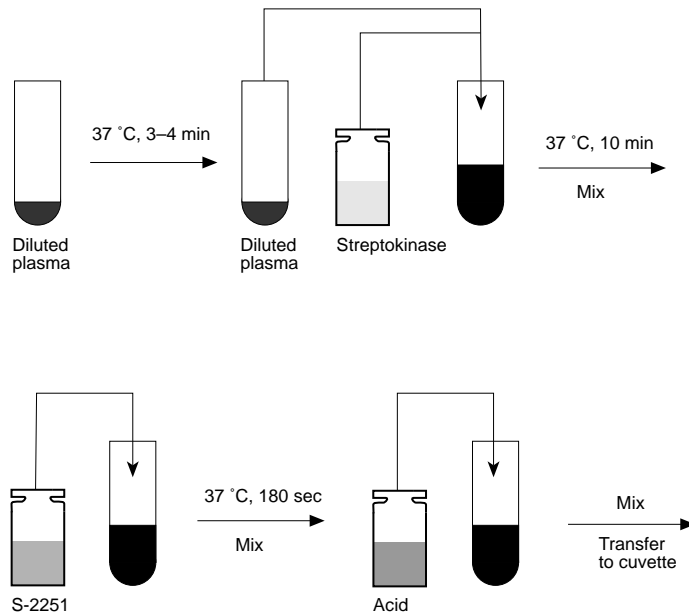 37 ˚C, 3–4 min
37 ˚C, 10 min
Mix
Diluted
plasma
Diluted
plasma
Streptokinase
37 ˚C, 180 sec
Mix
Mix
Transfer
to cuvette
S-2251
Acid